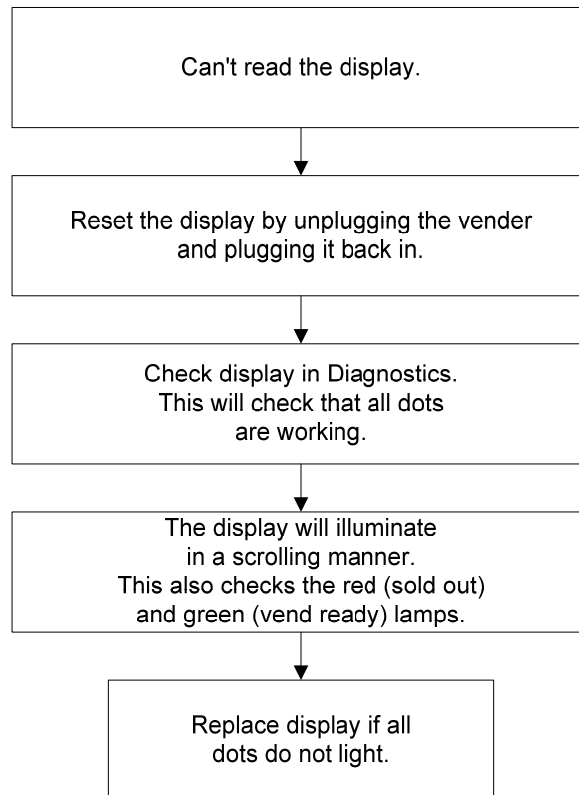 Can't read the display.
Reset the display by unplugging the vender
and plugging it back in.
Check display in Diagnostics.
This will check that all dots
are working.
The display will illuminate
in a scrolling manner.
This also checks the red (sold out)
and green (vend ready) lamps.
Replace display if all
dots do not light.